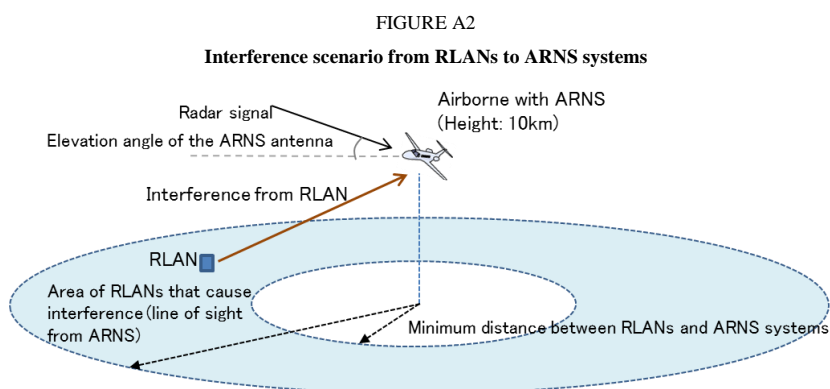 FIGURE A2
Interference scenario from RLANs to ARNS systems
Airborne with ARNS
(Height: 10km)
Radar signal
Elevation angle of the ARNS antenna
Interference from RLAN
RLAN
Area of RLANs that cause
interference (line of sight
from ARNS)
Minimum distance between RLANs and ARNS systems